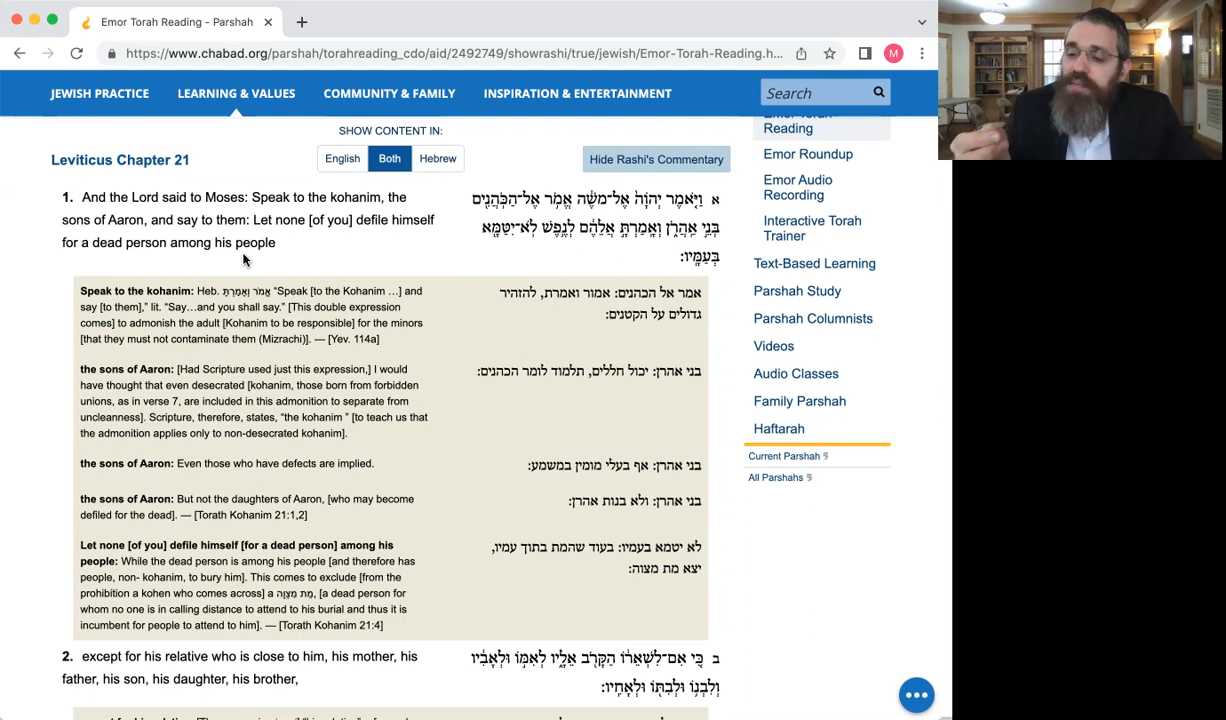 Emor Torah Reading - Parshah
https://www.chabad.org/parshah/torahreading_cdo/aid/2492749/showrashi/true/jewish/Emor-Torah-Reading.h...
M
JEWISH PRACTICE
LEARNING & VALUES
COMMUNITY & FAMILY
INSPIRATION & ENTERTAINMENT
Search
SHOW CONTENT IN:
Leviticus Chapter 21
English
Both
Hebrew
Hide Rashi's Commentary
1. And the Lord said to Moses: Speak to the kohanim, the
sons of Aaron, and say to them: Let none [of you] defile himself
for a dead person among his people
א וַיֹּ֤אמֶר יְהֹוָה֙ אֶל־משֶׁ֔ה אֱמֹ֥ר אֶל־הַכֹּֽהֲנִ֖ים
בְּנֵ֣י אַֽהֲרֹ֑ן וְאָֽמַרְתָּ֣ אֲלֵהֶ֔ם לְנֶ֥פֶשׁ לֹֽא־יִטַּמָּ֖א
בְּעַמָּֽיו:
Speak to the kohanim: Heb. אֱמֹר וְאָמַרְתָּ "Speak [to the Kohanim …] and
say [to them]," lit. "Say…and you shall say." [This double expression
comes] to admonish the adult [Kohanim to be responsible] for the minors
[that they must not contaminate them (Mizrachi)]. — [Yev. 114a]
אמר אל הכהנים: אמור ואמרת, להזהיר
גדולים על הקטנים:
the sons of Aaron: [Had Scripture used just this expression,] I would
have thought that even desecrated [kohanim, those born from forbidden
unions, as in verse 7, are included in this admonition to separate from
uncleanness]. Scripture, therefore, states, "the kohanim " [to teach us that
the admonition applies only to non-desecrated kohanim].
בני אהרן: יכול חללים, תלמוד לומר הכהנים:
the sons of Aaron: Even those who have defects are implied.
בני אהרן: אף בעלי מומין במשמע:
the sons of Aaron: But not the daughters of Aaron, [who may become
defiled for the dead]. — [Torath Kohanim 21:1,2]
בני אהרן: ולא בנות אהרן:
Let none [of you] defile himself [for a dead person] among his
people: While the dead person is among his people [and therefore has
people, non- kohanim, to bury him]. This comes to exclude [from the
prohibition a kohen who comes across] a מֵת מִצְוָה, [a dead person for
whom no one is in calling distance to attend to his burial and thus it is
incumbent for people to attend to him]. — [Torath Kohanim 21:4]
לא יטמא בעמיו: בעוד שהמת בתוך עמיו,
יצא מת מצוה:
2. except for his relative who is close to him, his mother, his
father, his son, his daughter, his brother,
ב כִּ֚י אִם־לִשְׁאֵר֔וֹ הַקָּרֹ֖ב אֵלָ֑יו לְאִמּ֣וֹ וּלְאָבִ֔יו
וְלִבְנ֥וֹ וּלְבִתּ֖וֹ וּלְאָחִֽיו:
Emor Torah
Reading
Emor Roundup
Emor Audio
Recording
Interactive Torah
Trainer
Text-Based Learning
Parshah Study
Parshah Columnists
Videos
Audio Classes
Family Parshah
Haftarah
Current Parshah
All Parshahs